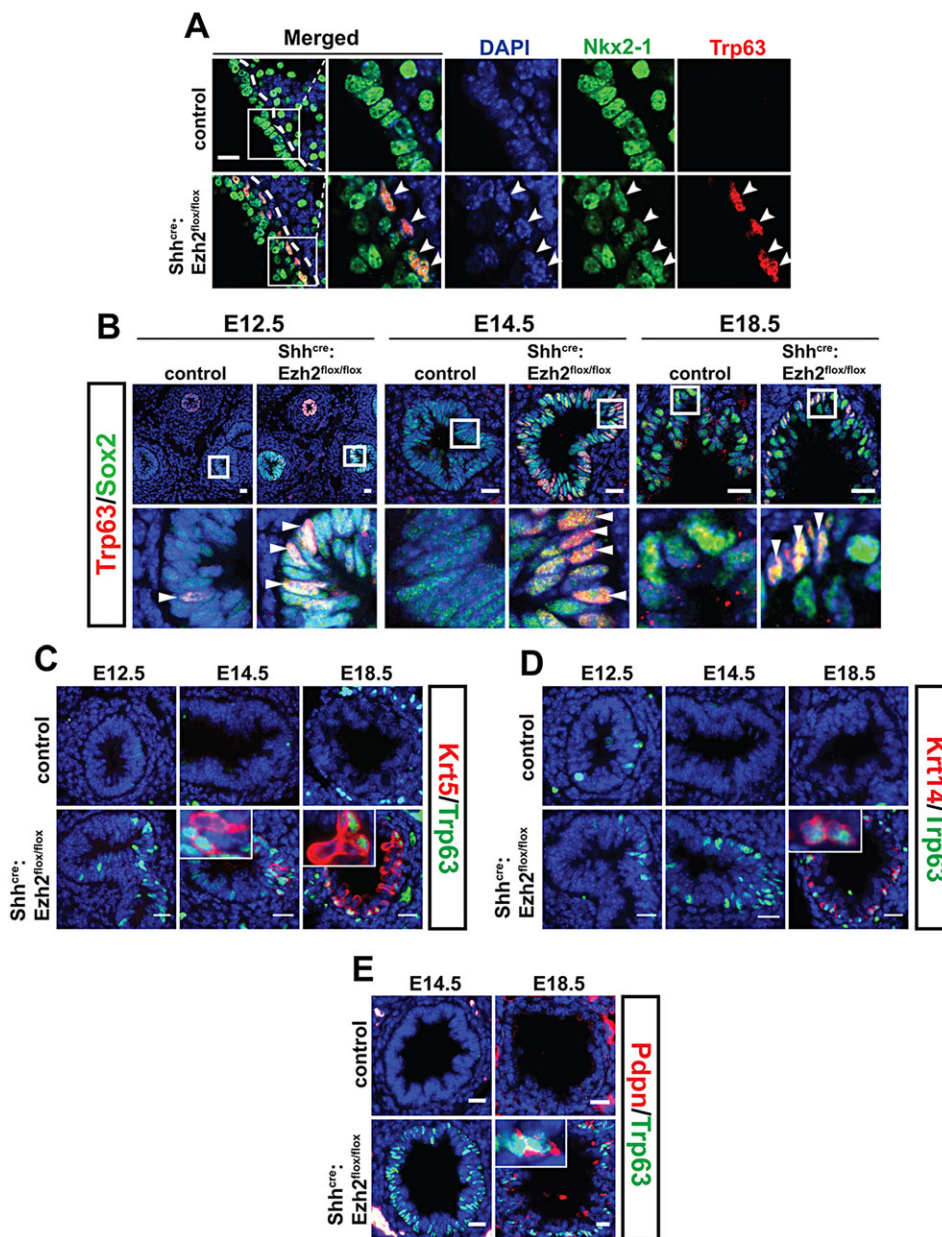 A
Merged
DAPI
Nkx2-1
Trp63
control
Shhcre:
Ezh2flox/flox
B
E12.5
E14.5
E18.5
control
Shhcre:
Ezh2flox/flox
control
Shhcre:
Ezh2flox/flox
control
Shhcre:
Ezh2flox/flox
Trp63/Sox2
C
E12.5
E14.5
E18.5
control
Shhcre:
Ezh2flox/flox
Krt5/Trp63
D
E12.5
E14.5
E18.5
control
Shhcre:
Ezh2flox/flox
Krt14/Trp63
E
E14.5
E18.5
control
Shhcre:
Ezh2flox/flox
Pdpn/Trp63